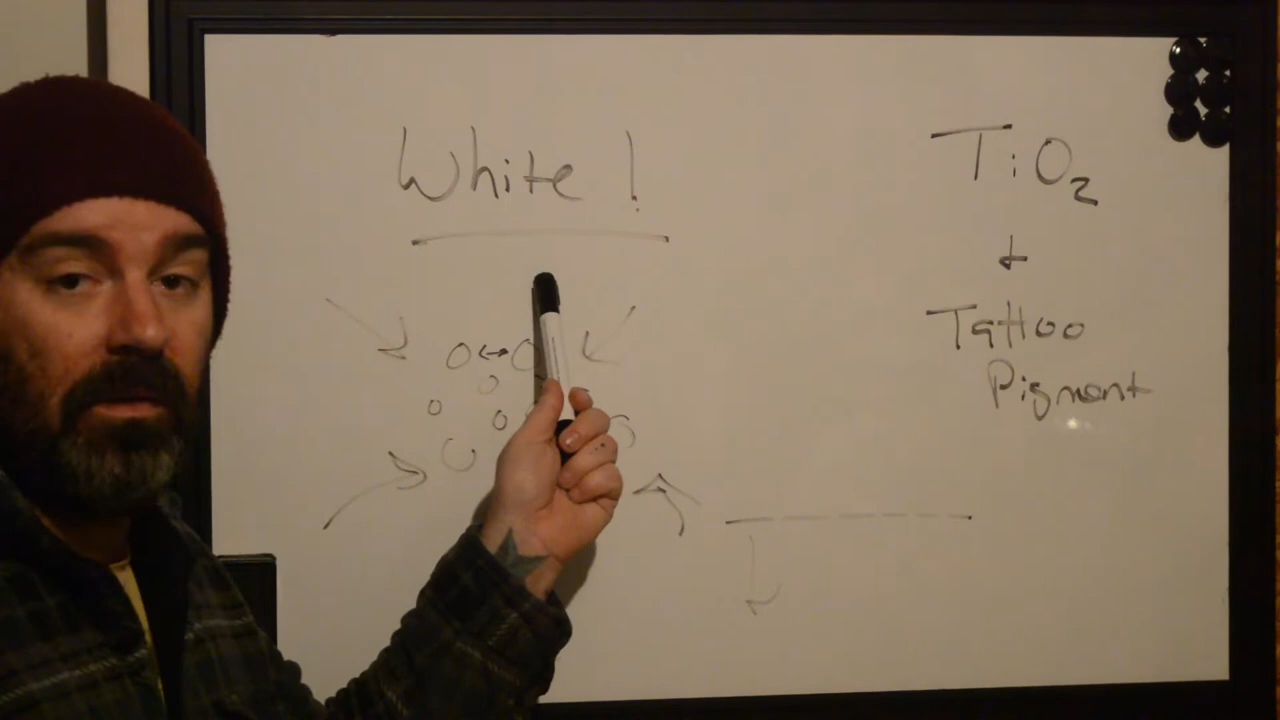 White!
TiO₂
+
Tattoo
Pigment